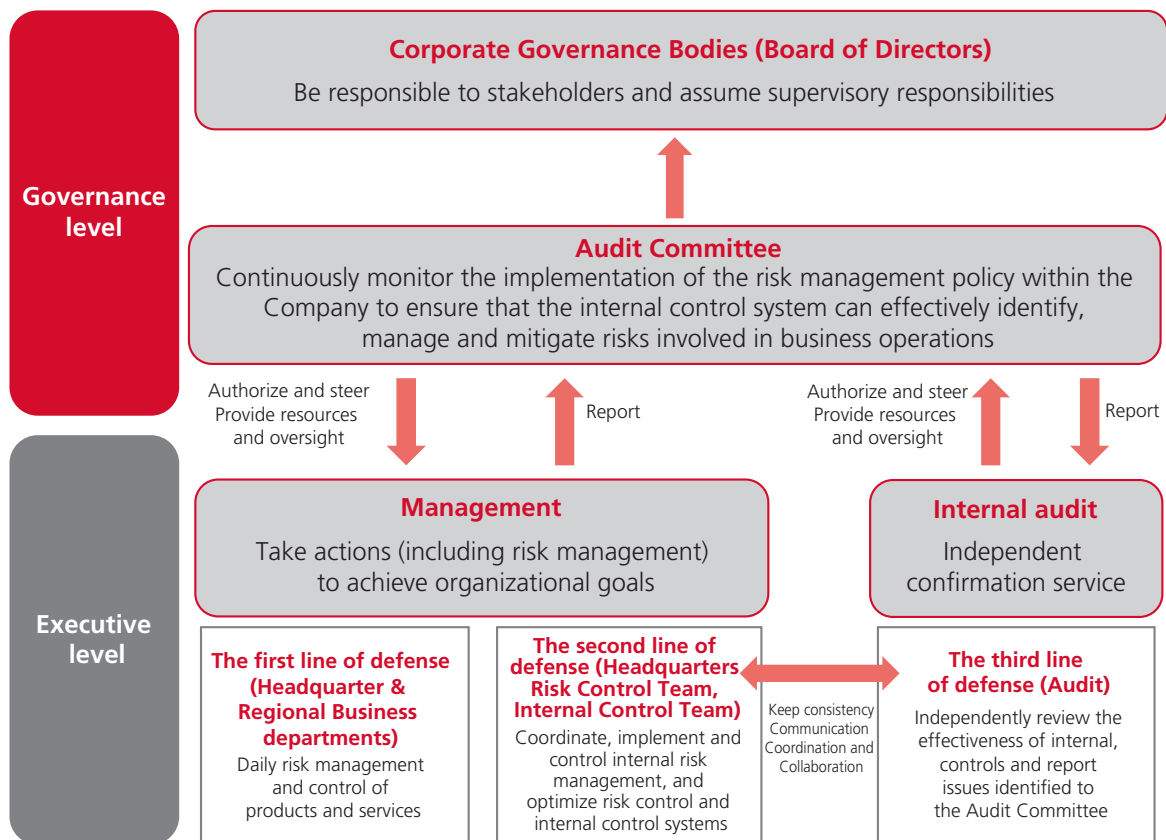 Governance
level
Corporate Governance Bodies (Board of Directors)
Be responsible to stakeholders and assume supervisory responsibilities
Audit Committee
Continuously monitor the implementation of the risk management policy within the
Company to ensure that the internal control system can effectively identify,
manage and mitigate risks involved in business operations
Authorize and steer
Provide resources
and oversight
Report
Authorize and steer
Provide resources
and oversight
Report
Executive
level
Management
Take actions (including risk management)
to achieve organizational goals
Internal audit
Independent
confirmation service
The first line of defense
(Headquarter &
Regional Business
departments)
Daily risk management
and control of
products and services
The second line of
defense (Headquarters
Risk Control Team,
Internal Control Team)
Coordinate, implement and
control internal risk
management, and
optimize risk control and
internal control systems
Keep consistency
Communication
Coordination and
Collaboration
The third line
of defense (Audit)
Independently review the
effectiveness of internal,
controls and report
issues identified to
the Audit Committee